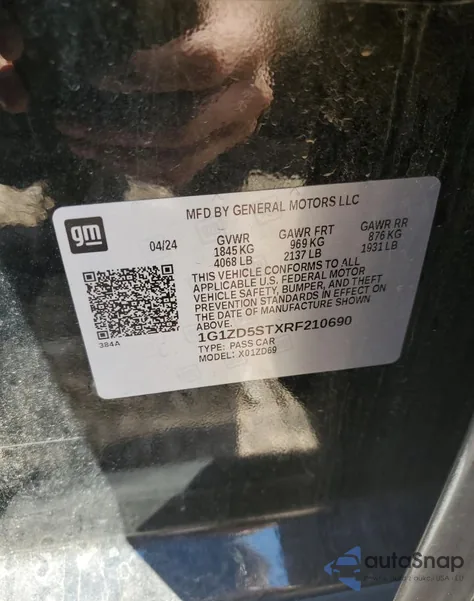 MFD BY GENERAL MOTORS LLC
gm
04/24 GVWR GAWR FRT GAWR RR
1845 KG 969 KG 876 KG
4068 LB 2137 LB 1931 LB
THIS VEHICLE CONFORMS TO ALL
APPLICABLE U.S. FEDERAL MOTOR
VEHICLE SAFETY, BUMPER, AND THEFT
PREVENTION STANDARDS IN EFFECT ON
THE DATE OF MANUFACTURE SHOWN
ABOVE.
384A
1G1ZD5STXRF210690
TYPE: PASS CAR
MODEL: X01ZD69
autoSnap